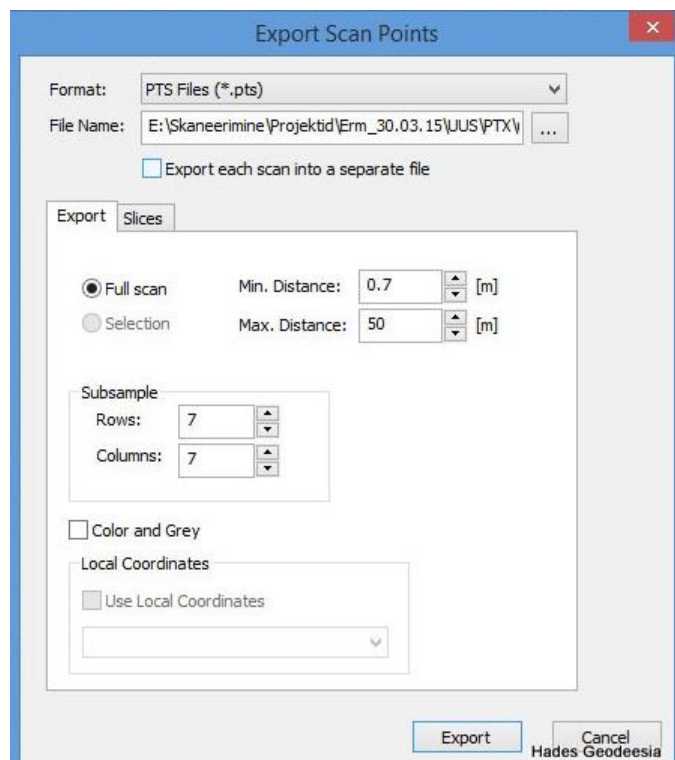 Export Scan Points
Format: PTS Files (*.pts)
File Name: E:\Skaneerimine\Projektid\Erm_30.03.15\UUS\PTX\ ...
Export each scan into a separate file
Export Slices
Full scan Min. Distance: 0.7 [m]
Selection Max. Distance: 50 [m]
Subsample
Rows: 7
Columns: 7
Color and Grey
Local Coordinates
Use Local Coordinates
Export Cancel
Hades Geodeesia